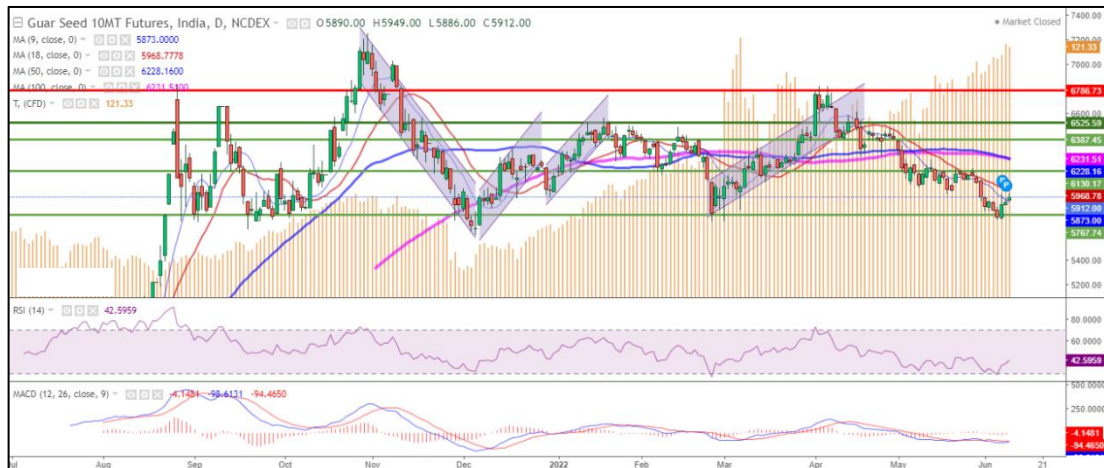 Guar Seed 10MT Futures, India, D, NCDEX O5890.00 H5949.00 L5886.00 C5912.00
Market Closed
MA (9, close, 0) 5873.0000
MA (18, close, 0) 5968.7778
MA (50, close, 0) 6228.1600
MA (100, close, 0) 6231.5100
T, (CFD) 121.33
7400.00
7200.00
121.33
7000.00
6786.73
6600.00
6525.59
6387.45
6231.51
6228.16
6130.17
5968.78
5912.00
5873.00
5767.74
5400.00
5200.00
RSI (14) 42.5959
80.0000
60.0000
42.5959
MACD (12, 26, close, 9) -4.1481 -98.6131 -94.4650
500.0000
250.0000
-4.1481
-94.4650
Aug Sep Oct Nov Dec 2022 Feb Mar Apr May Jun 21